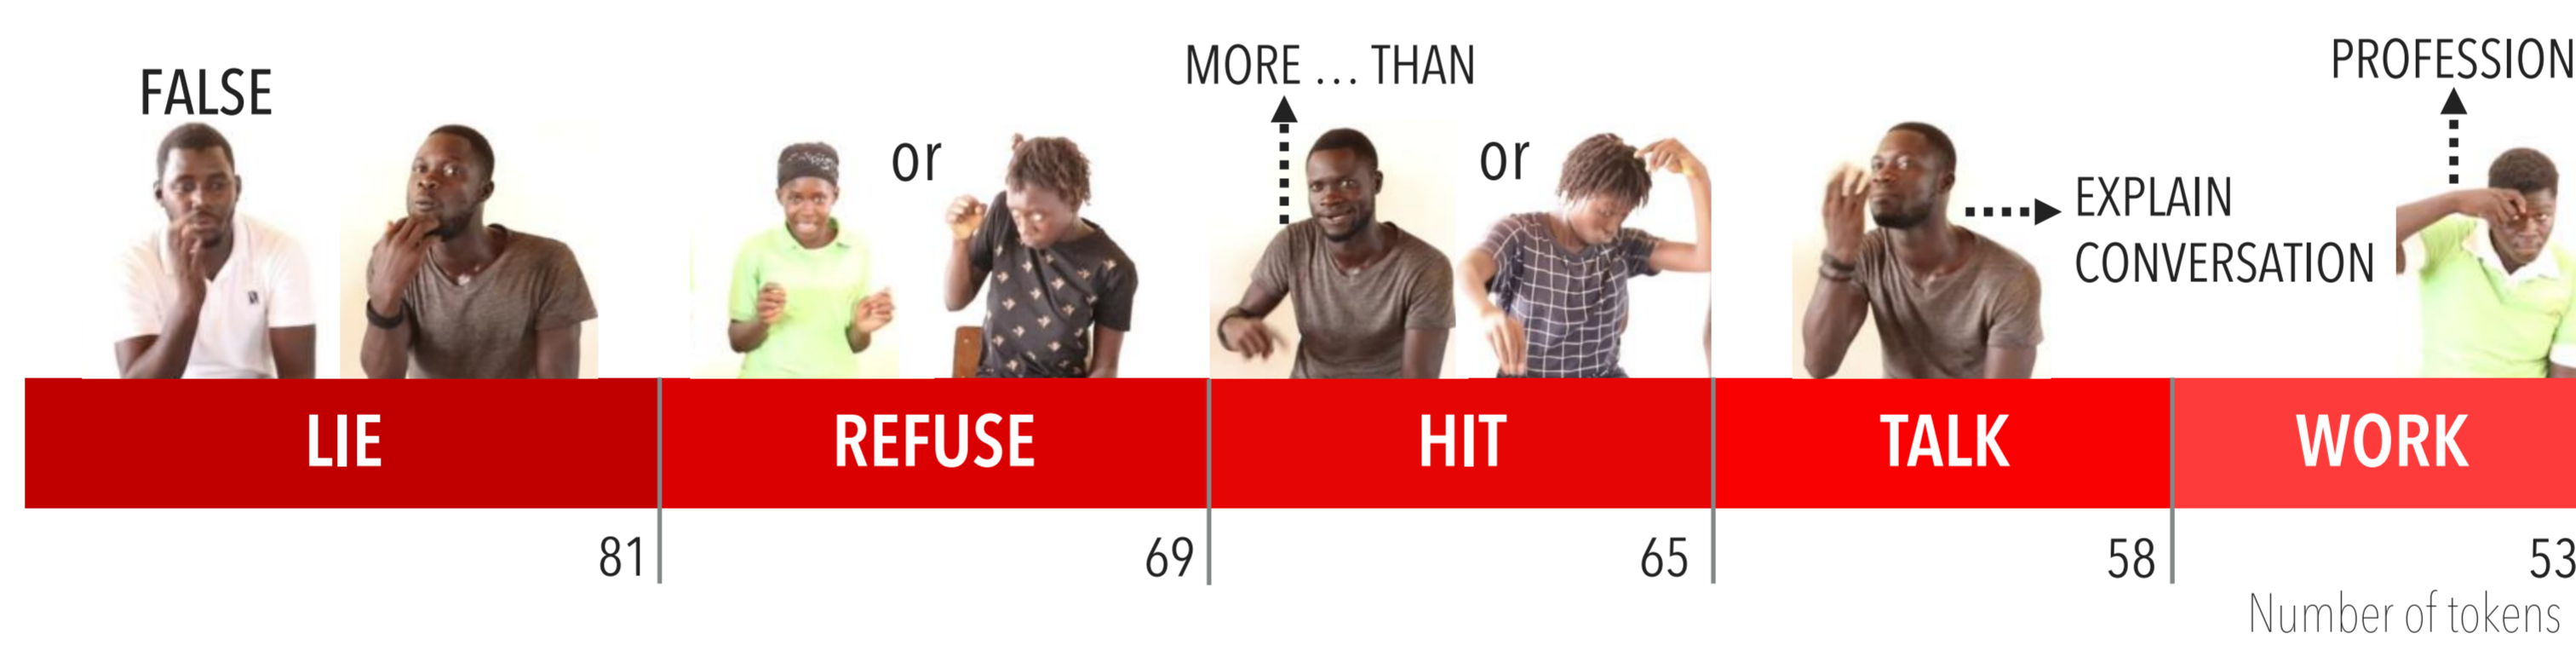 FALSE
or
MORE ... THAN
or
EXPLAIN
CONVERSATION
PROFESSION
LIE
REFUSE
HIT
TALK
WORK
81
69
65
58
53
Number of tokens